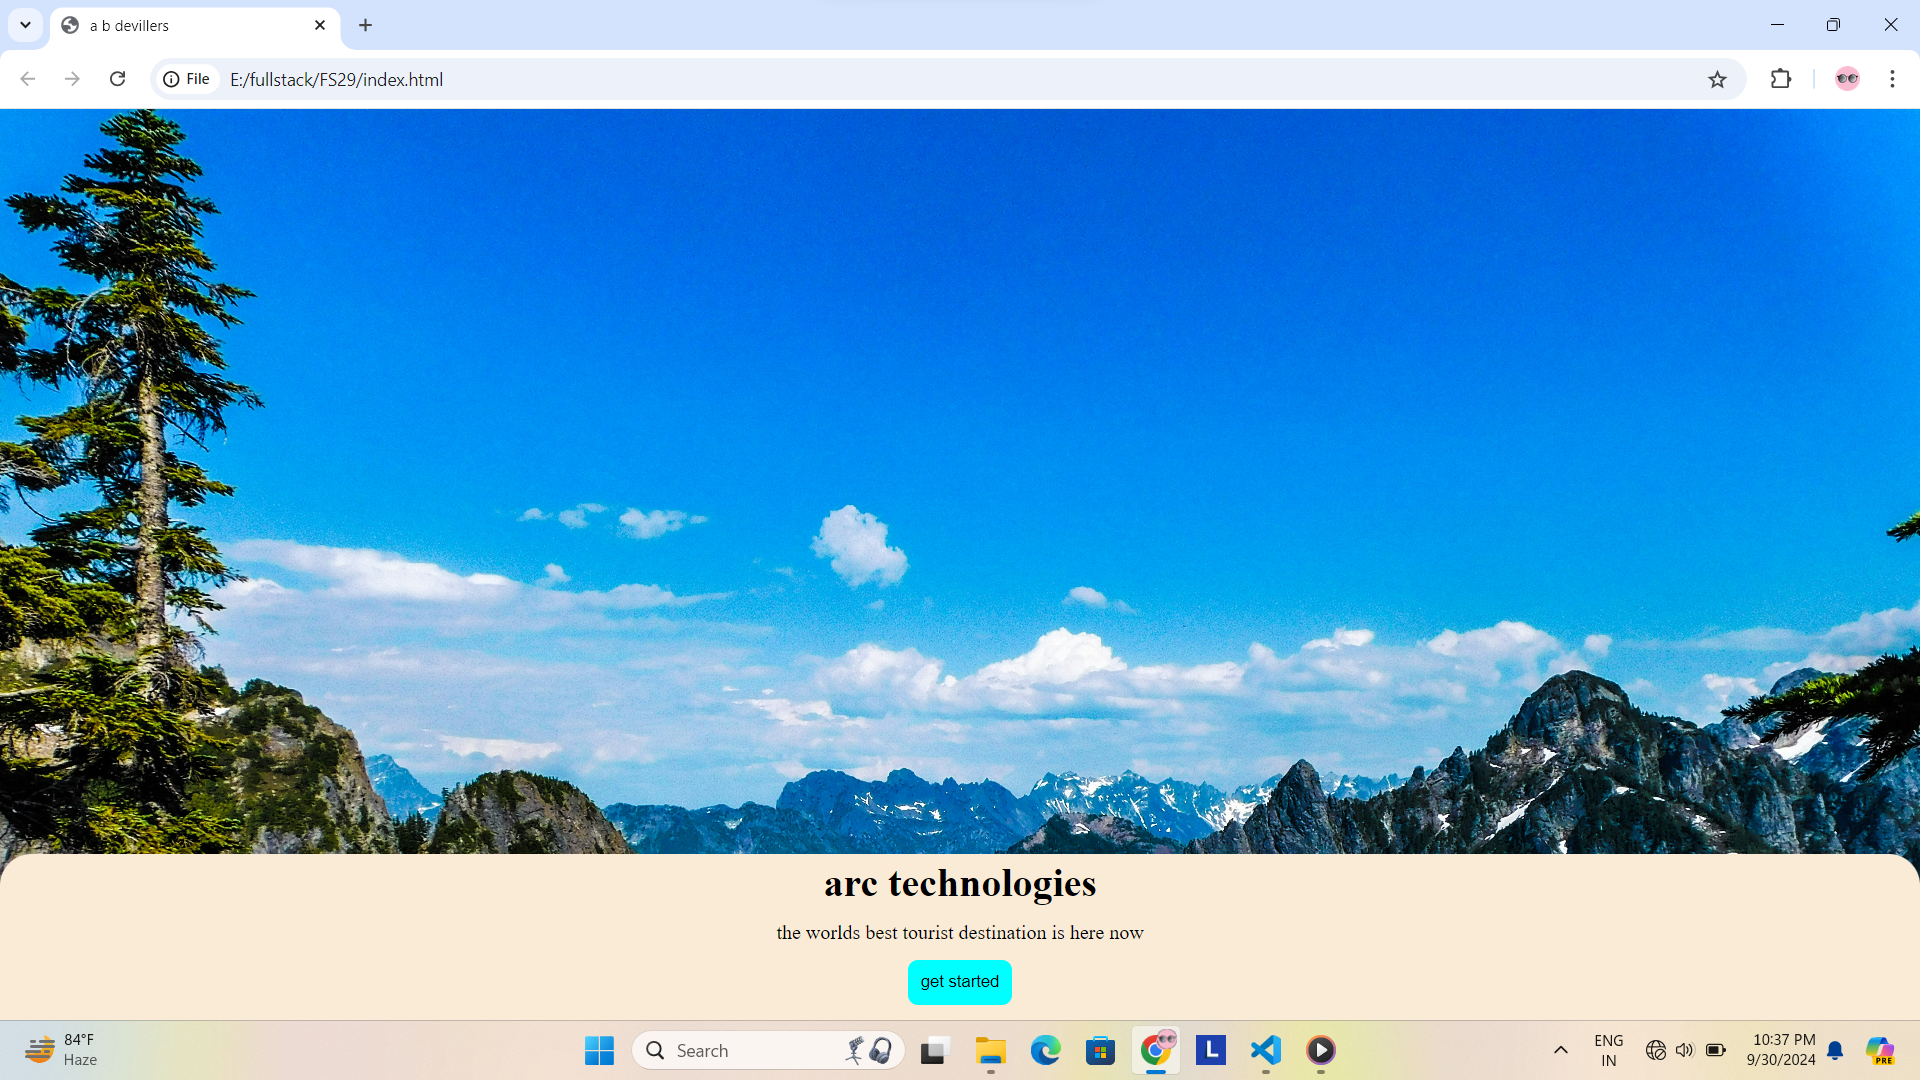 a b devillers
File E:/fullstack/FS29/index.html
arc technologies
the worlds best tourist destination is here now
get started
84°F
Haze
Search
L
ENG
IN
10:37 PM
9/30/2024
PRE